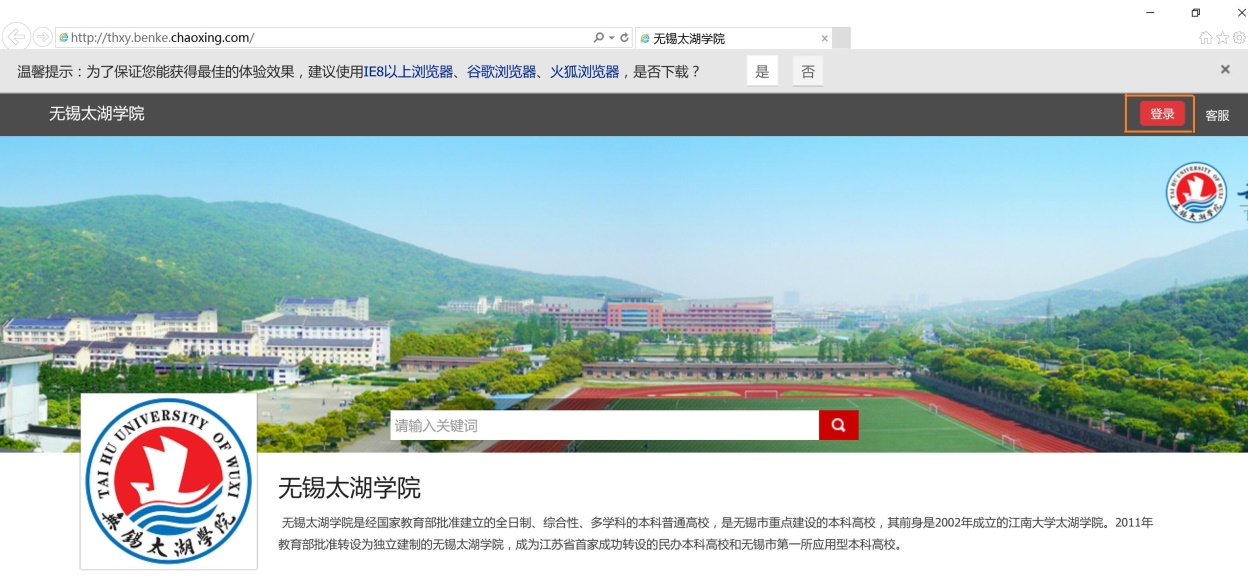 http://thxy.benke.chaoxing.com/
无锡太湖学院
温馨提示：为了保证您能获得最佳的体验效果，建议使用IE8以上浏览器、谷歌浏览器、火狐浏览器，是否下载？
是
否
无锡太湖学院
登录
客服
TAI HU UNIVERSITY OF WUXI
無錫太湖学院
请输入关键词
TAI HU UNIVERSITY OF WUXI
無錫太湖学院
无锡太湖学院
无锡太湖学院是经国家教育部批准建立的全日制、综合性、多学科的本科普通高校，是无锡市重点建设的本科高校，其前身是2002年成立的江南大学太湖学院。2011年
教育部批准转设为独立建制的无锡太湖学院，成为江苏省首家成功转设的民办本科高校和无锡市第一所应用型本科高校。